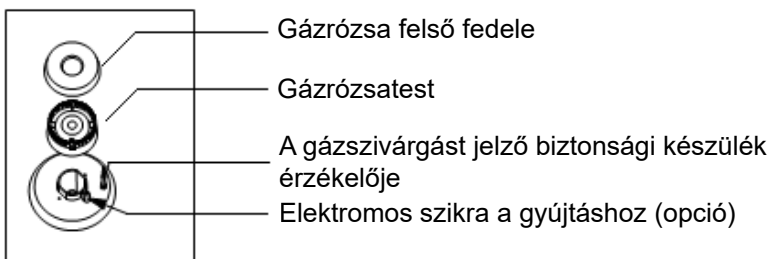 Gázrózsa felső fedele
Gázrózsatest
A gázszivárgást jelző biztonsági készülék
érzékelője
Elektromos szikra a gyújtáshoz (opció)